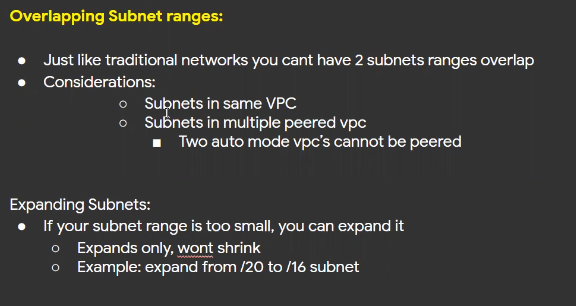 Overlapping Subnet ranges:
● Just like traditional networks you cant have 2 subnets ranges overlap
● Considerations:
○ Subnets in same VPC
○ Subnets in multiple peered vpc
■ Two auto mode vpc's cannot be peered
Expanding Subnets:
● If your subnet range is too small, you can expand it
○ Expands only, wont shrink
○ Example: expand from /20 to /16 subnet